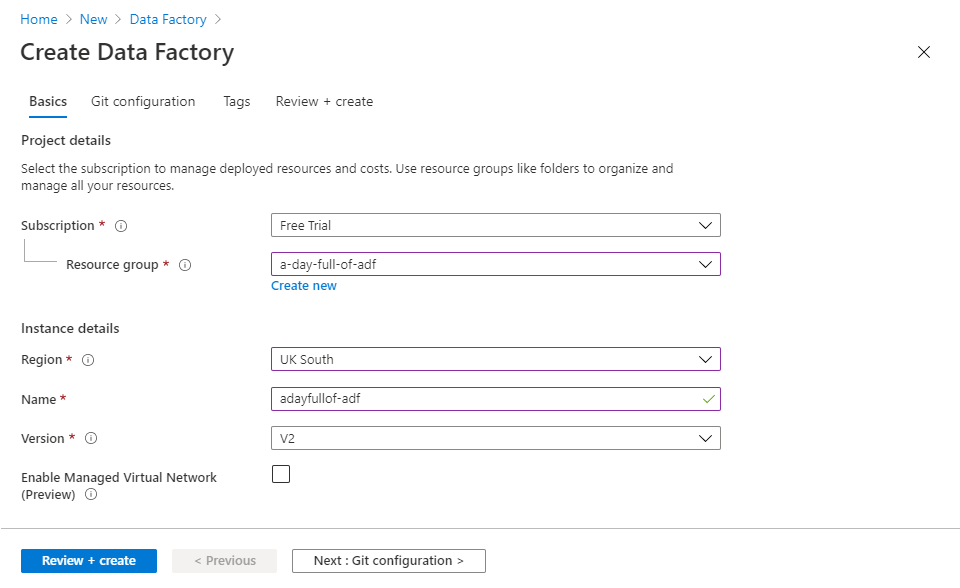 Home > New > Data Factory >
Create Data Factory
Basics Git configuration Tags Review + create
Project details
Select the subscription to manage deployed resources and costs. Use resource groups like folders to organize and
manage all your resources.
Subscription * Free Trial
Resource group * a-day-full-of-adf
Create new
Instance details
Region * UK South
Name * adayfullof-adf
Version * V2
Enable Managed Virtual Network
(Preview)
Review + create < Previous Next : Git configuration >